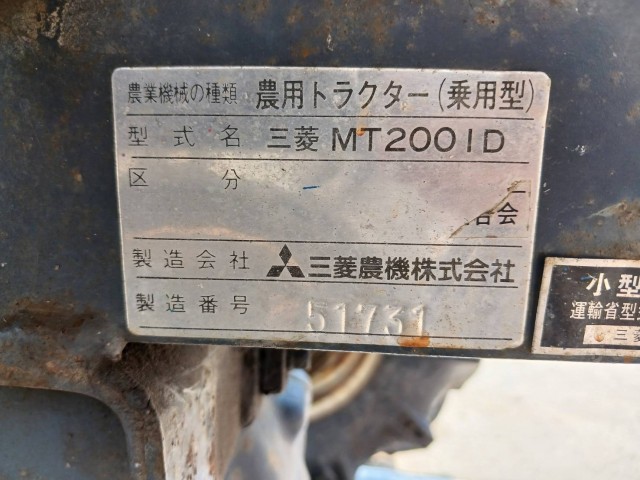 農業機械の種類 農用トラクター(乗用型)
型式名 三菱 MT2001D
区分
合会
製造会社 三菱農機株式会社
製造番号 51731
小型
運輸省型
三菱